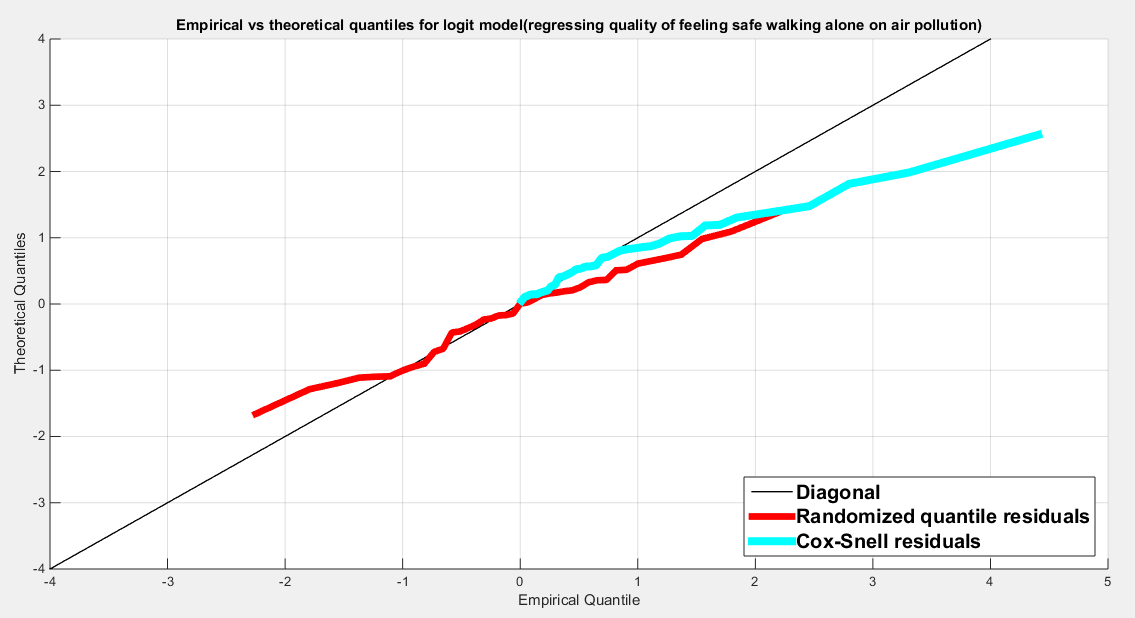 Empirical vs theoretical quantiles for logit model(regressing quality of feeling safe walking alone on air pollution)
4
3
2
1
0
-1
-2
-3
-4
Theoretical Quantiles
-4 -3 -2 -1 0 1 2 3 4 5
Empirical Quantile
Diagonal
Randomized quantile residuals
Cox-Snell residuals